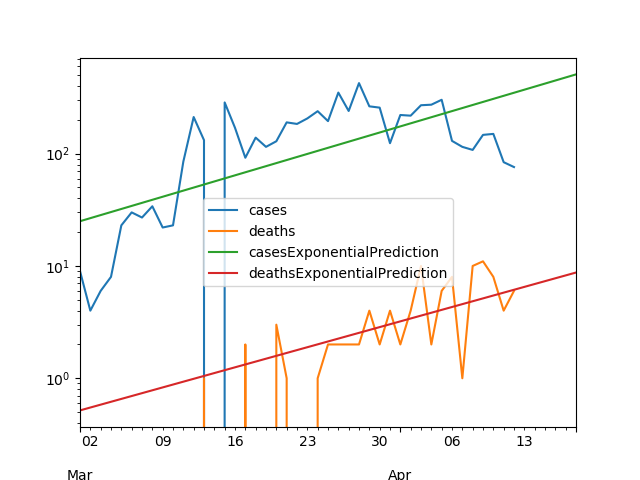 10²
10¹
10⁰
cases
deaths
casesExponentialPrediction
deathsExponentialPrediction
02 09 16 23 30 06 13
Mar Apr